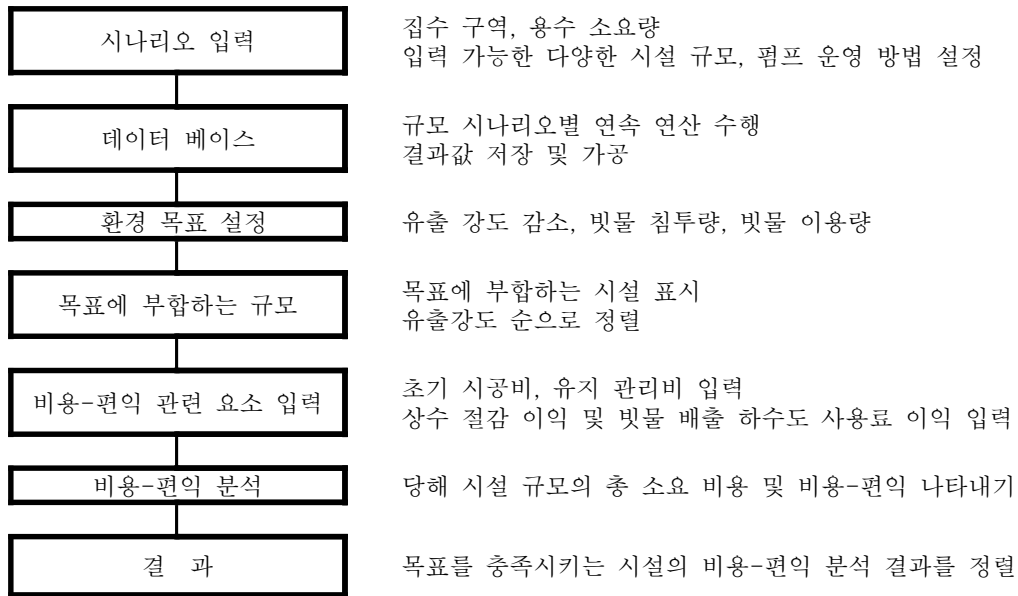 시나리오 입력
집수 구역, 용수 소요량
입력 가능한 다양한 시설 규모, 펌프 운영 방법 설정
데이터 베이스
규모 시나리오별 연속 연산 수행
결과값 저장 및 가공
환경 목표 설정
유출 강도 감소, 빗물 침투량, 빗물 이용량
목표에 부합하는 규모
목표에 부합하는 시설 표시
유출강도 순으로 정렬
비용-편익 관련 요소 입력
초기 시공비, 유지 관리비 입력
상수 절감 이익 및 빗물 배출 하수도 사용료 이익 입력
비용-편익 분석
당해 시설 규모의 총 소요 비용 및 비용-편익 나타내기
결 과
목표를 충족시키는 시설의 비용-편익 분석 결과를 정렬